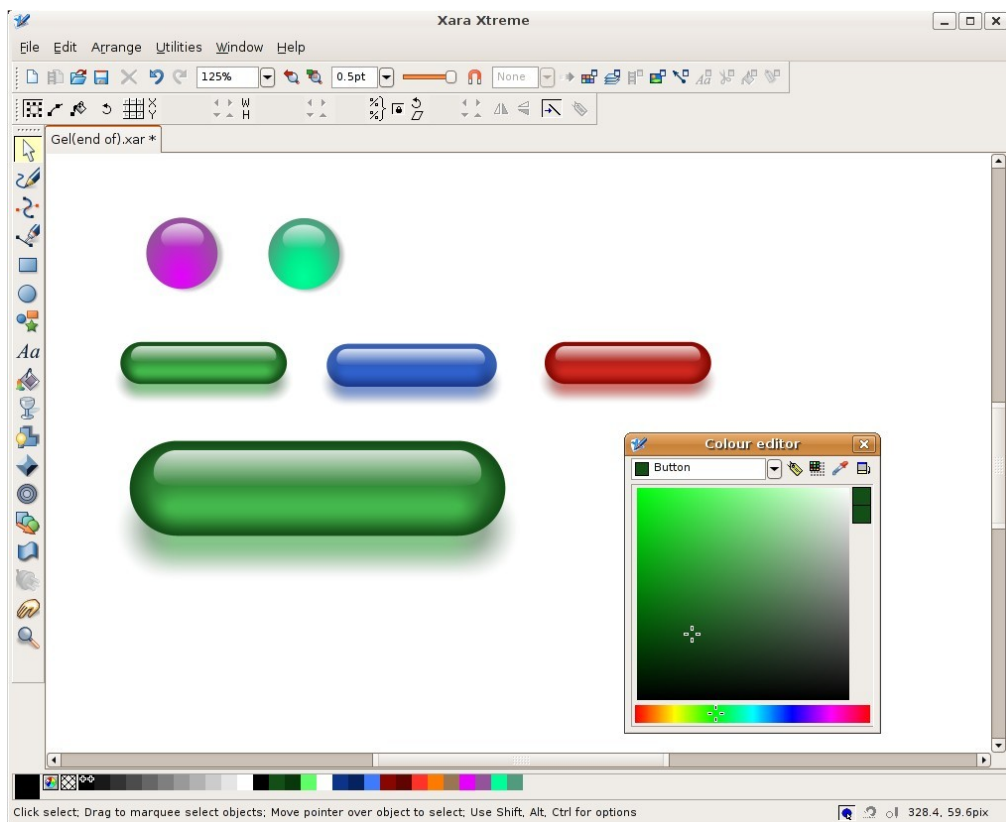 Xara Xtreme
File Edit Arrange Utilities Window Help
125% 0.5pt None
X Y W H
Gel(end of).xar *
Aa
Colour editor
Button
Click select; Drag to marquee select objects; Move pointer over object to select; Use Shift, Alt, Ctrl for options 328.4, 59.6pix